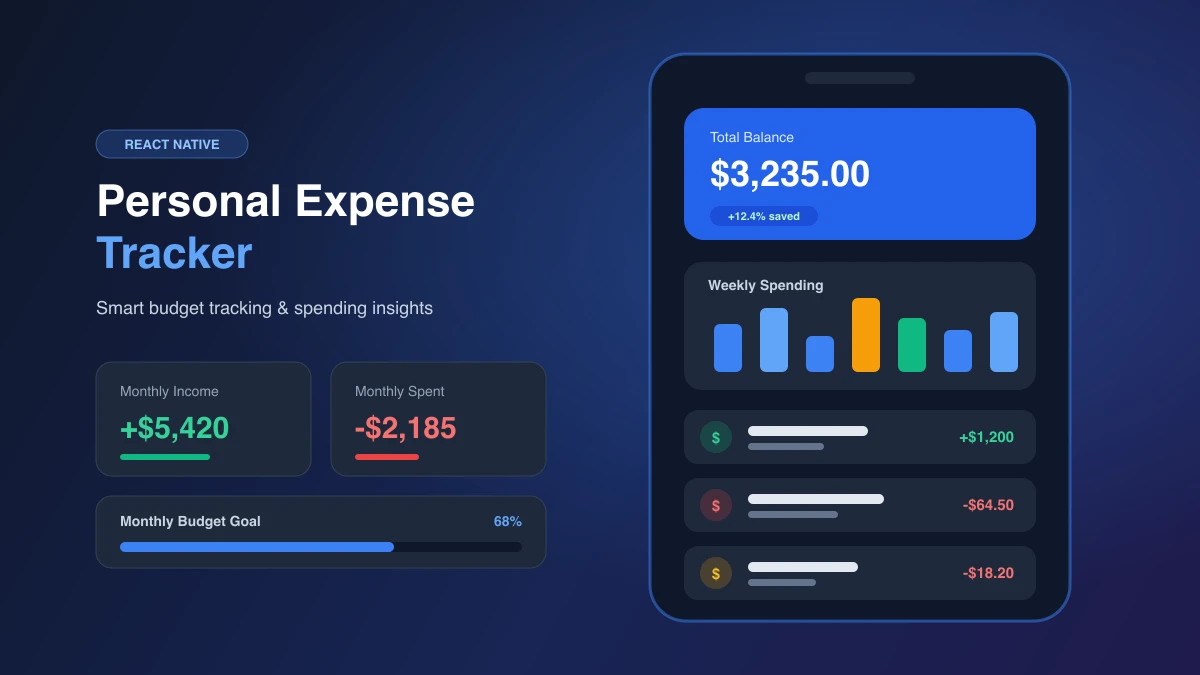 REACT NATIVE
Personal Expense
Tracker
Smart budget tracking & spending insights
Monthly Income
+$5,420
Monthly Spent
-$2,185
Monthly Budget Goal
68%
Total Balance
$3,235.00
+12.4% saved
Weekly Spending
$
+$1,200
$
-$64.50
$
-$18.20